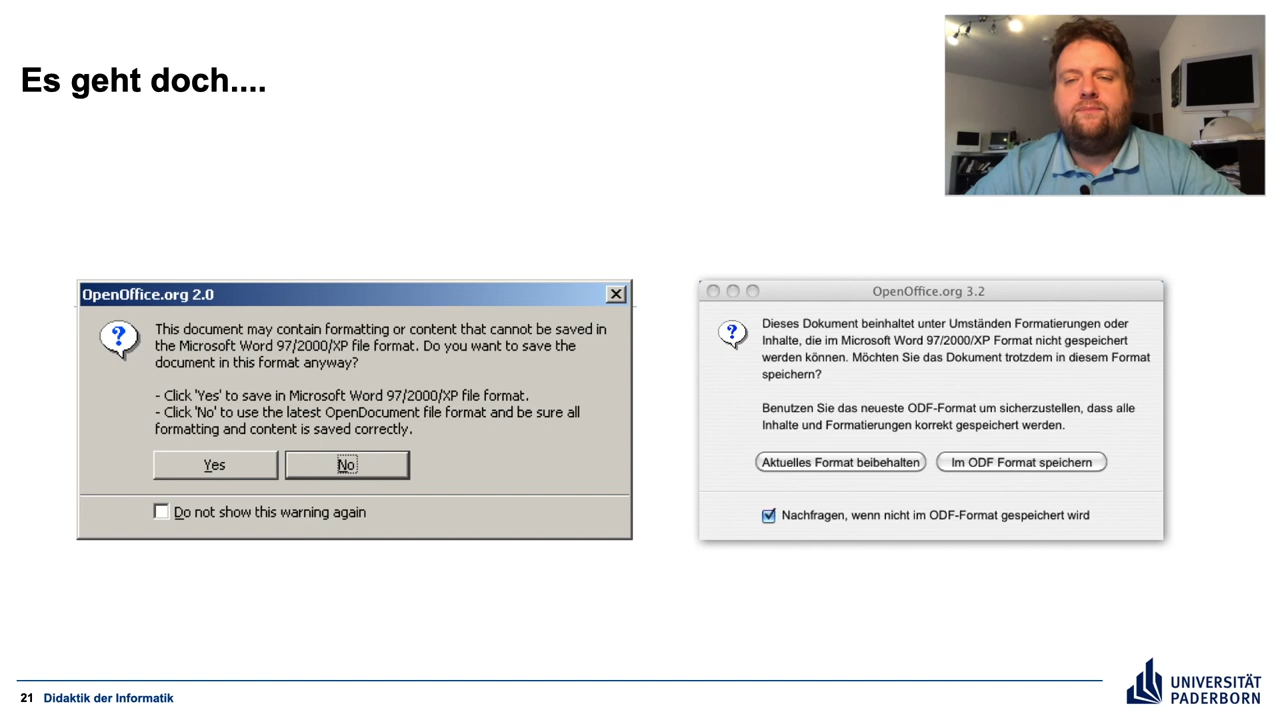 Es geht doch....
OpenOffice.org 2.0
This document may contain formatting or content that cannot be saved in
the Microsoft Word 97/2000/XP file format. Do you want to save the
document in this format anyway?
- Click 'Yes' to save in Microsoft Word 97/2000/XP file format.
- Click 'No' to use the latest OpenDocument file format and be sure all
formatting and content is saved correctly.
Yes
No
Do not show this warning again
OpenOffice.org 3.2
Dieses Dokument beinhaltet unter Umständen Formatierungen oder
Inhalte, die im Microsoft Word 97/2000/XP Format nicht gespeichert
werden können. Möchten Sie das Dokument trotzdem in diesem Format
speichern?
Benutzen Sie das neueste ODF-Format um sicherzustellen, dass alle
Inhalte und Formatierungen korrekt gespeichert werden.
Aktuelles Format beibehalten
Im ODF Format speichern
Nachfragen, wenn nicht im ODF-Format gespeichert wird
21 Didaktik der Informatik
UNIVERSITÄT
PADERBORN